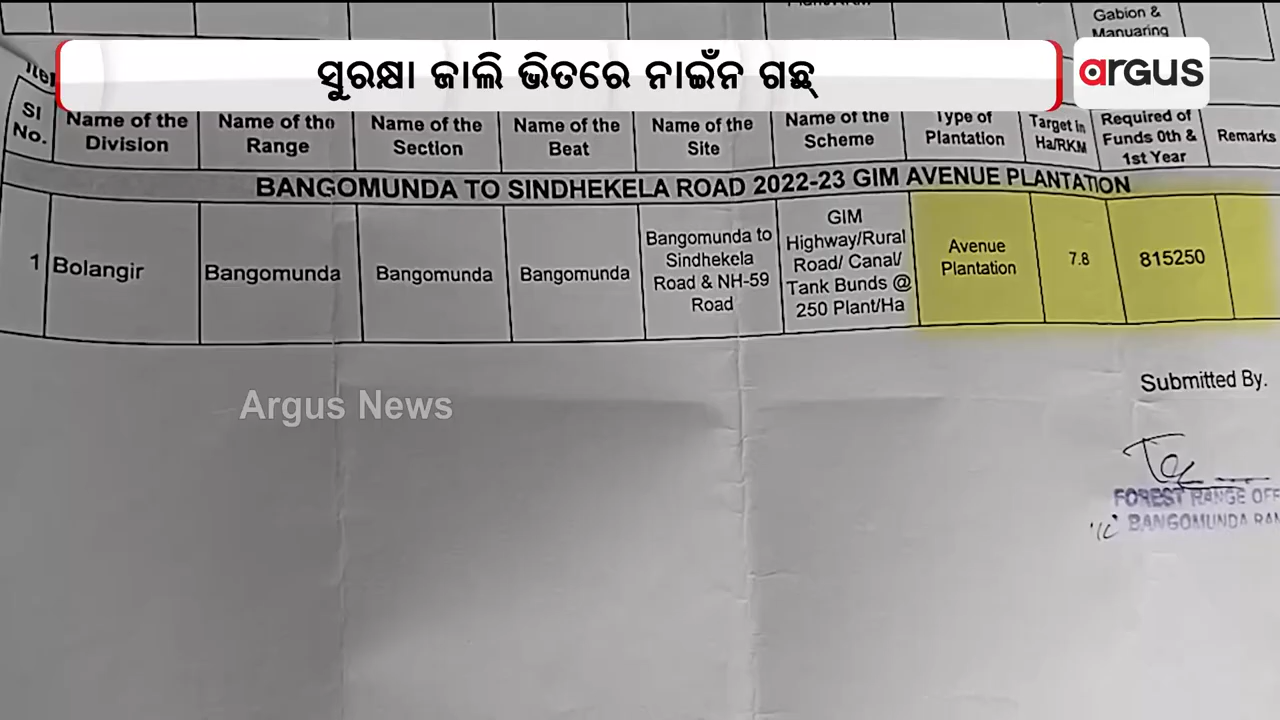 Gabion &
Manuaring
ସୁରକ୍ଷା ଜାଲି ଭିତରେ ନାଇଁନ ଗଛ୍
argus
Sl No.
Name of the Division
Name of the Range
Name of the Section
Name of the Beat
Name of the Site
Name of the Scheme
Type of Plantation
Target in Ha/RKM
Required of Funds 0th & 1st Year
Remarks
BANGOMUNDA TO SINDHEKELA ROAD 2022-23 GIM AVENUE PLANTATION
1
Bolangir
Bangomunda
Bangomunda
Bangomunda
Bangomunda to
Sindhekela
Road & NH-59
Road
GIM
Highway/Rural
Road/ Canal/
Tank Bunds @
250 Plant/Ha
Avenue
Plantation
7.8
815250
Argus News
Submitted By.
FOREST RANGE OFF
BANGOMUNDA RAN